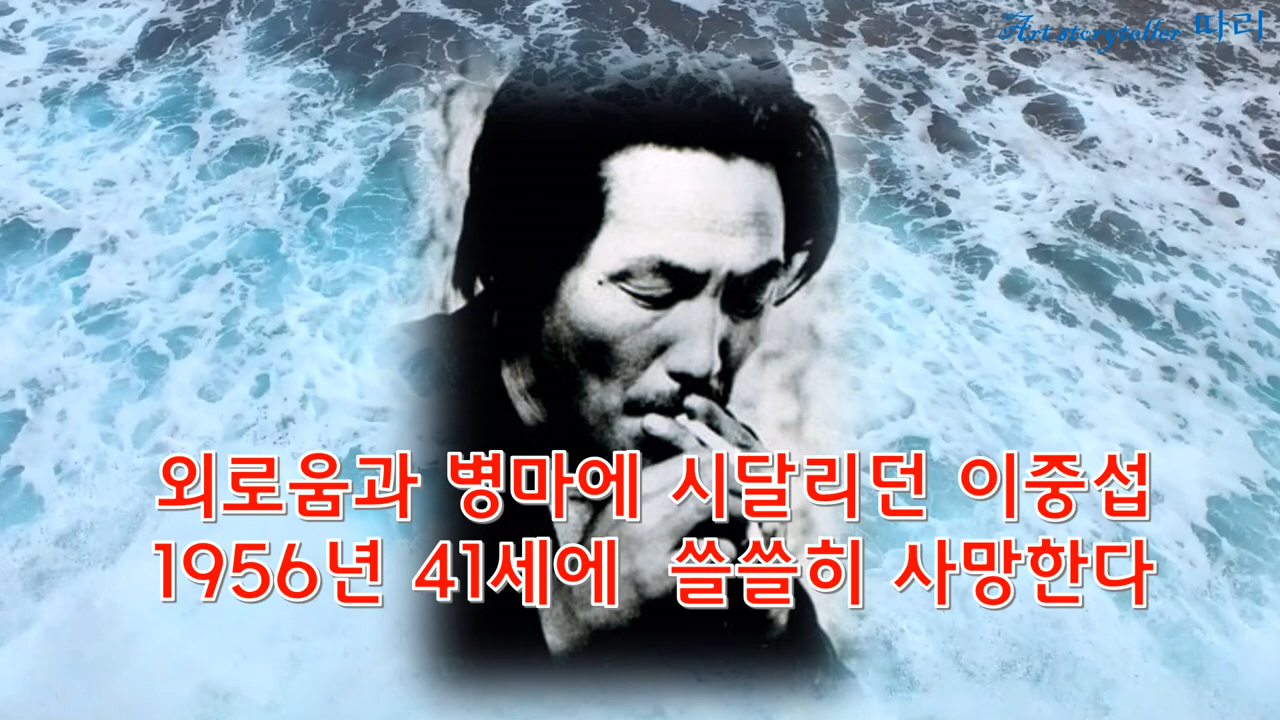 Art storyteller 따리
외로움과 병마에 시달리던 이중섭
1956년 41세에 쓸쓸히 사망한다